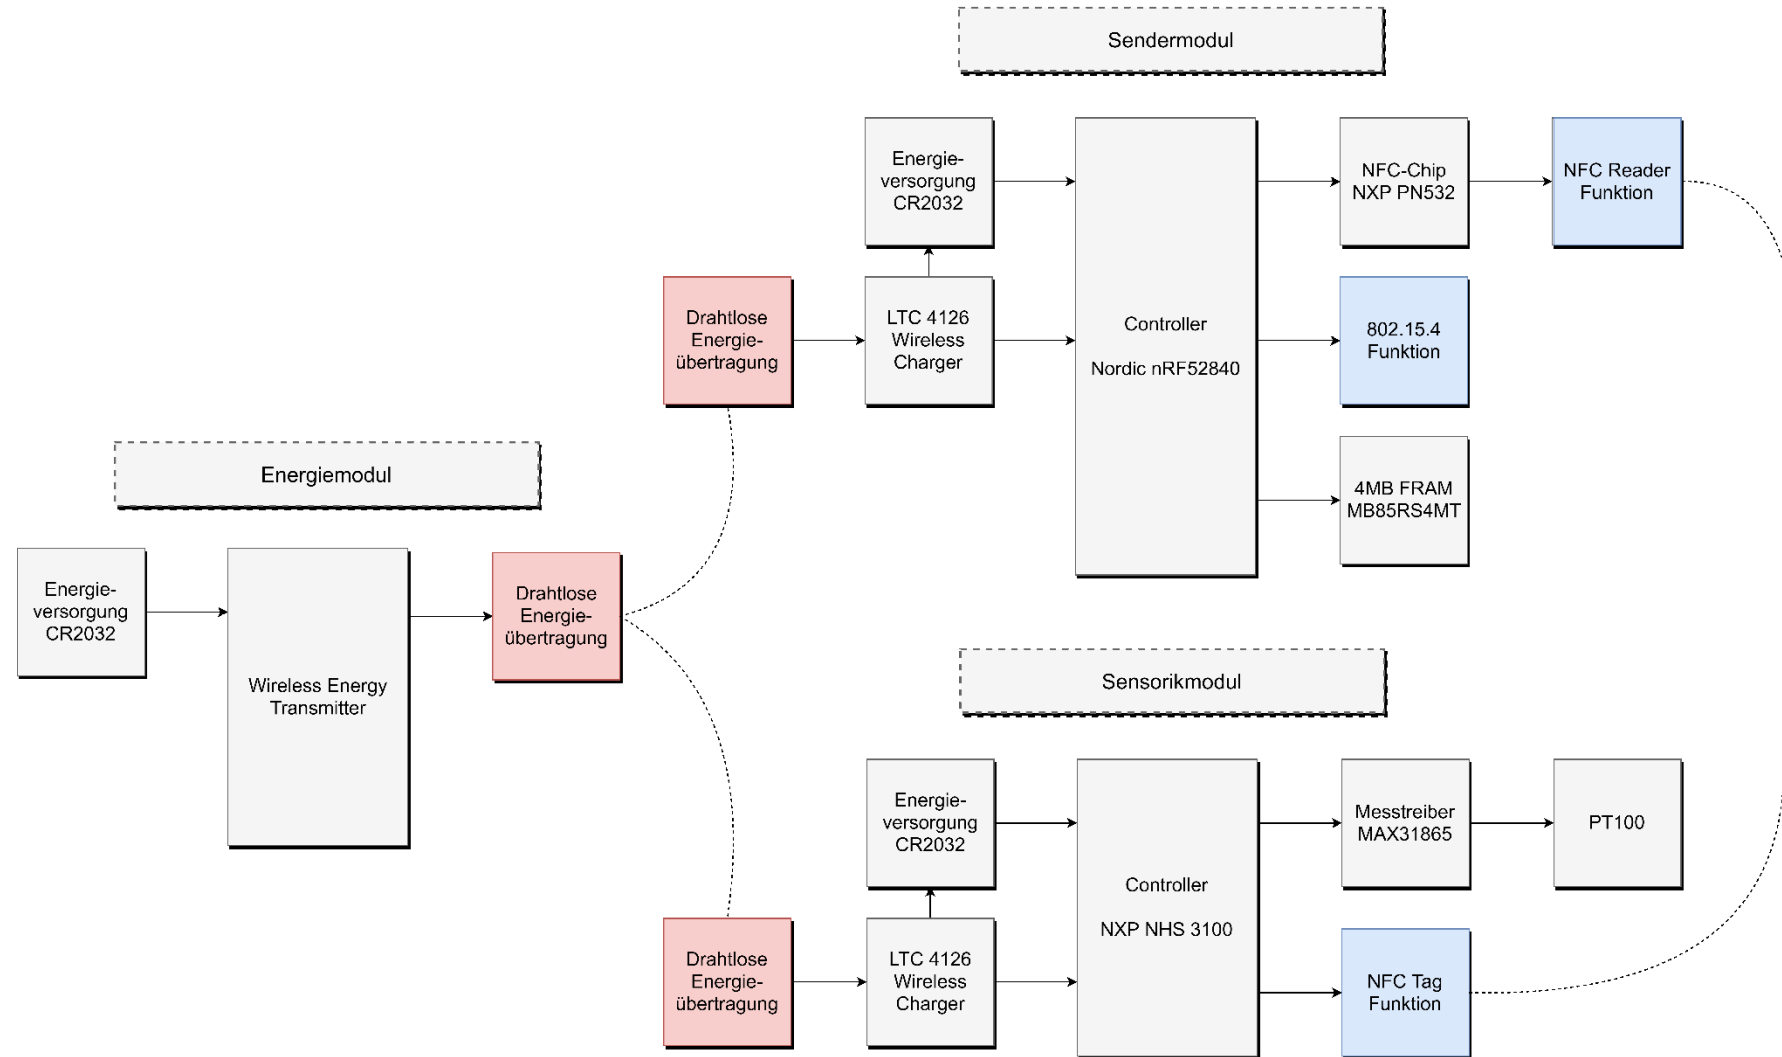 Sendermodul
Energie-
versorgung
CR2032
NFC-Chip
NXP PN532
NFC Reader
Funktion
Drahtlose
Energie-
übertragung
LTC 4126
Wireless
Charger
Controller
Nordic nRF52840
802.15.4
Funktion
4MB FRAM
MB85RS4MT
Energiemodul
Energie-
versorgung
CR2032
Wireless Energy
Transmitter
Drahtlose
Energie-
übertragung
Sensorikmodul
Energie-
versorgung
CR2032
Controller
NXP NHS 3100
Messtreiber
MAX31865
PT100
Drahtlose
Energie-
übertragung
LTC 4126
Wireless
Charger
NFC Tag
Funktion